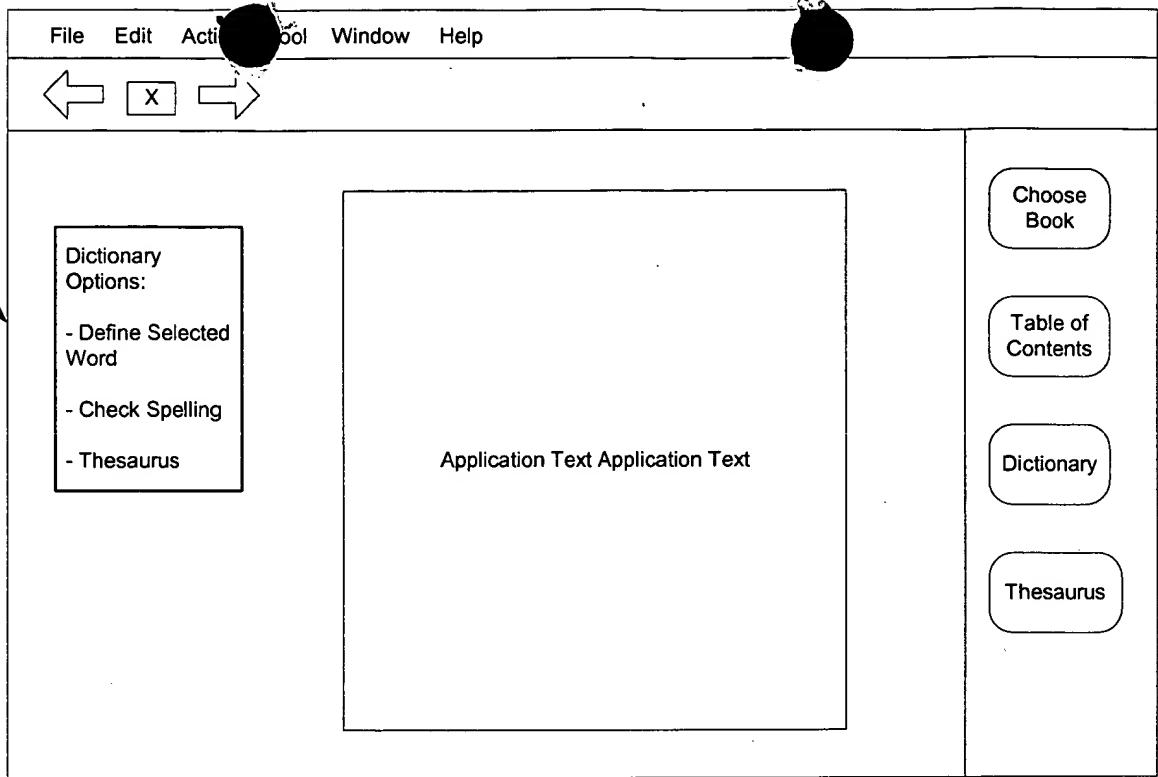 File Edit Window Help
X
Dictionary
Options:
- Define Selected
Word
- Check Spelling
- Thesaurus
Application Text Application Text
Choose
Book
Table of
Contents
Dictionary
Thesaurus